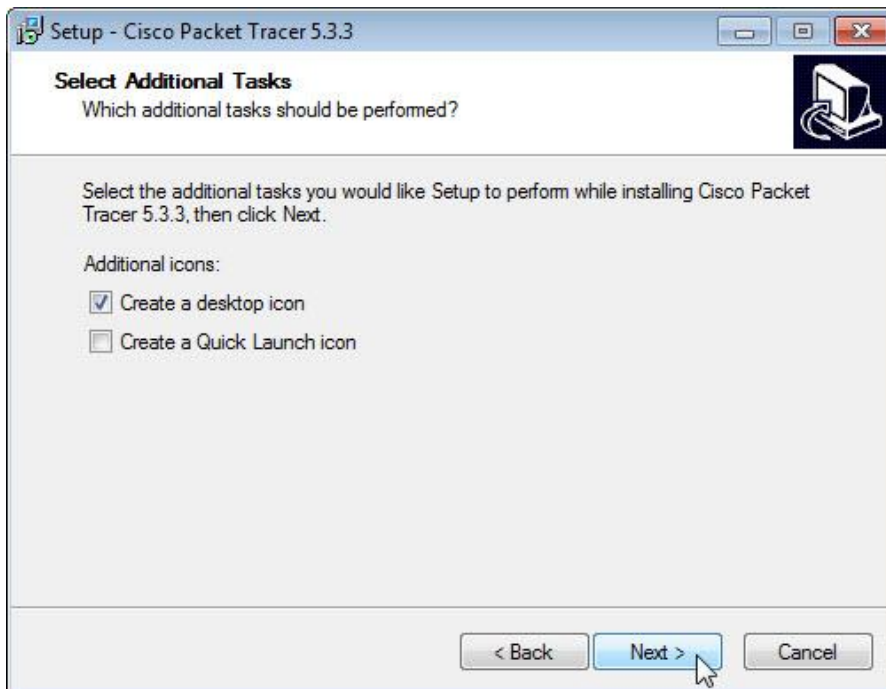 Setup - Cisco Packet Tracer 5.3.3
Select Additional Tasks
Which additional tasks should be performed?
Select the additional tasks you would like Setup to perform while installing Cisco Packet
Tracer 5.3.3, then click Next.
Additional icons:
Create a desktop icon
Create a Quick Launch icon
< Back Next > Cancel